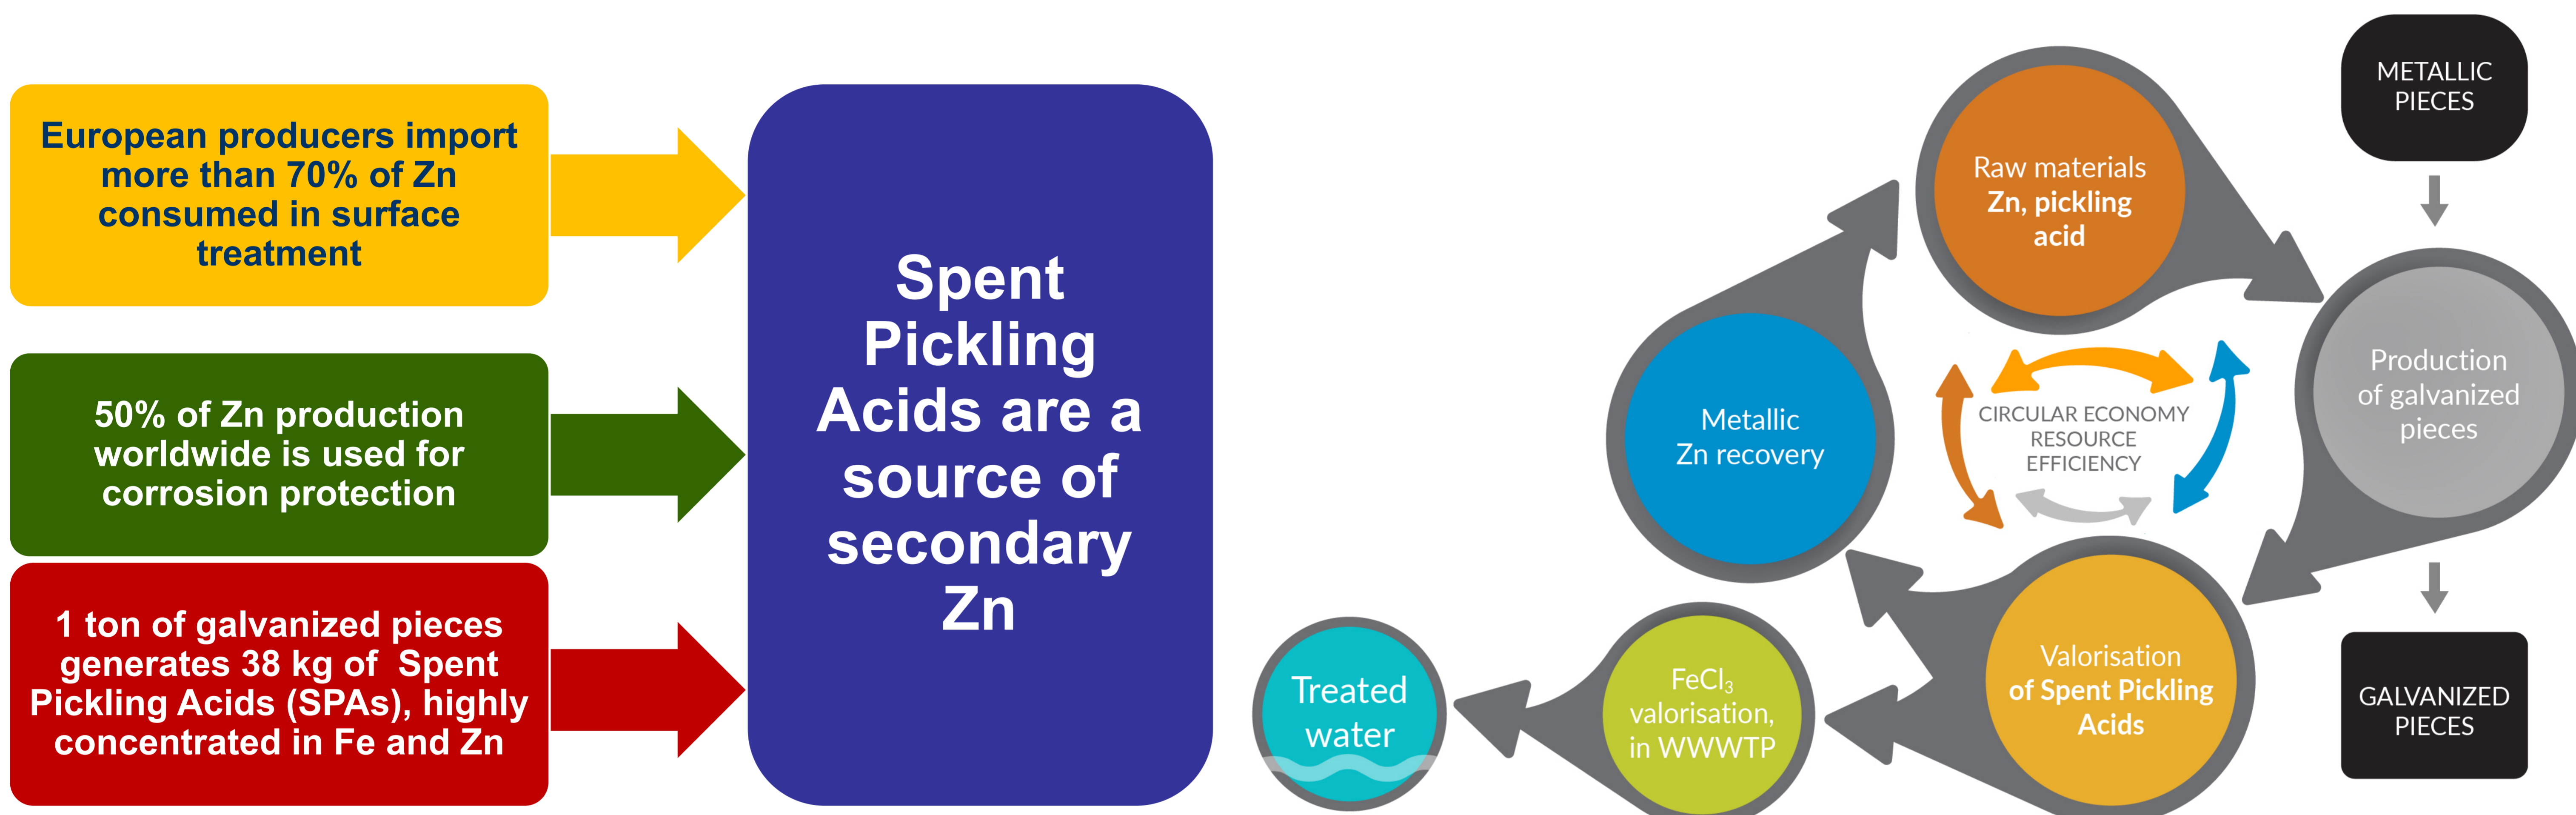 European producers import
more than 70% of Zn
consumed in surface
treatment
50% of Zn production
worldwide is used for
corrosion protection
1 ton of galvanized pieces
generates 38 kg of Spent
Pickling Acids (SPAs), highly
concentrated in Fe and Zn
Spent
Pickling
Acids are a
source of
secondary
Zn
METALLIC
PIECES
Raw materials
Zn, pickling
acid
Production
of galvanized
pieces
Metallic
Zn recovery
CIRCULAR ECONOMY
RESOURCE
EFFICIENCY
Valorisation
of Spent Pickling
Acids
FeCl₃
valorisation,
in WWWTP
Treated
water
GALVANIZED
PIECES